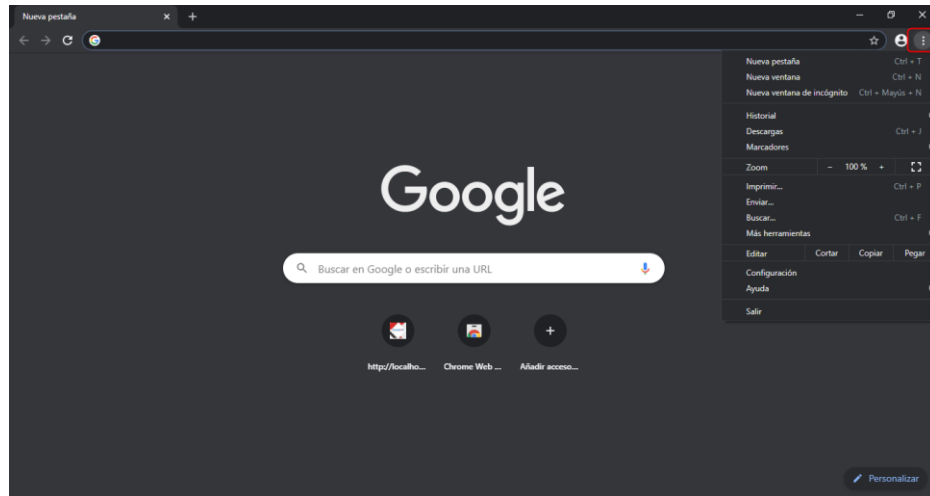 Nueva pestaña
Nueva pestaña Ctrl + T
Nueva ventana Ctrl + N
Nueva ventana de incógnito Ctrl + Mayús + N
Historial
Descargas Ctrl + J
Marcadores
Zoom - 100 % +
Imprimir... Ctrl + P
Enviar...
Buscar... Ctrl + F
Más herramientas
Editar Cortar Copiar Pegar
Configuración
Ayuda
Salir
Google
Buscar en Google o escribir una URL
http://localho... Chrome Web ... Añadir acceso...
Personalizar